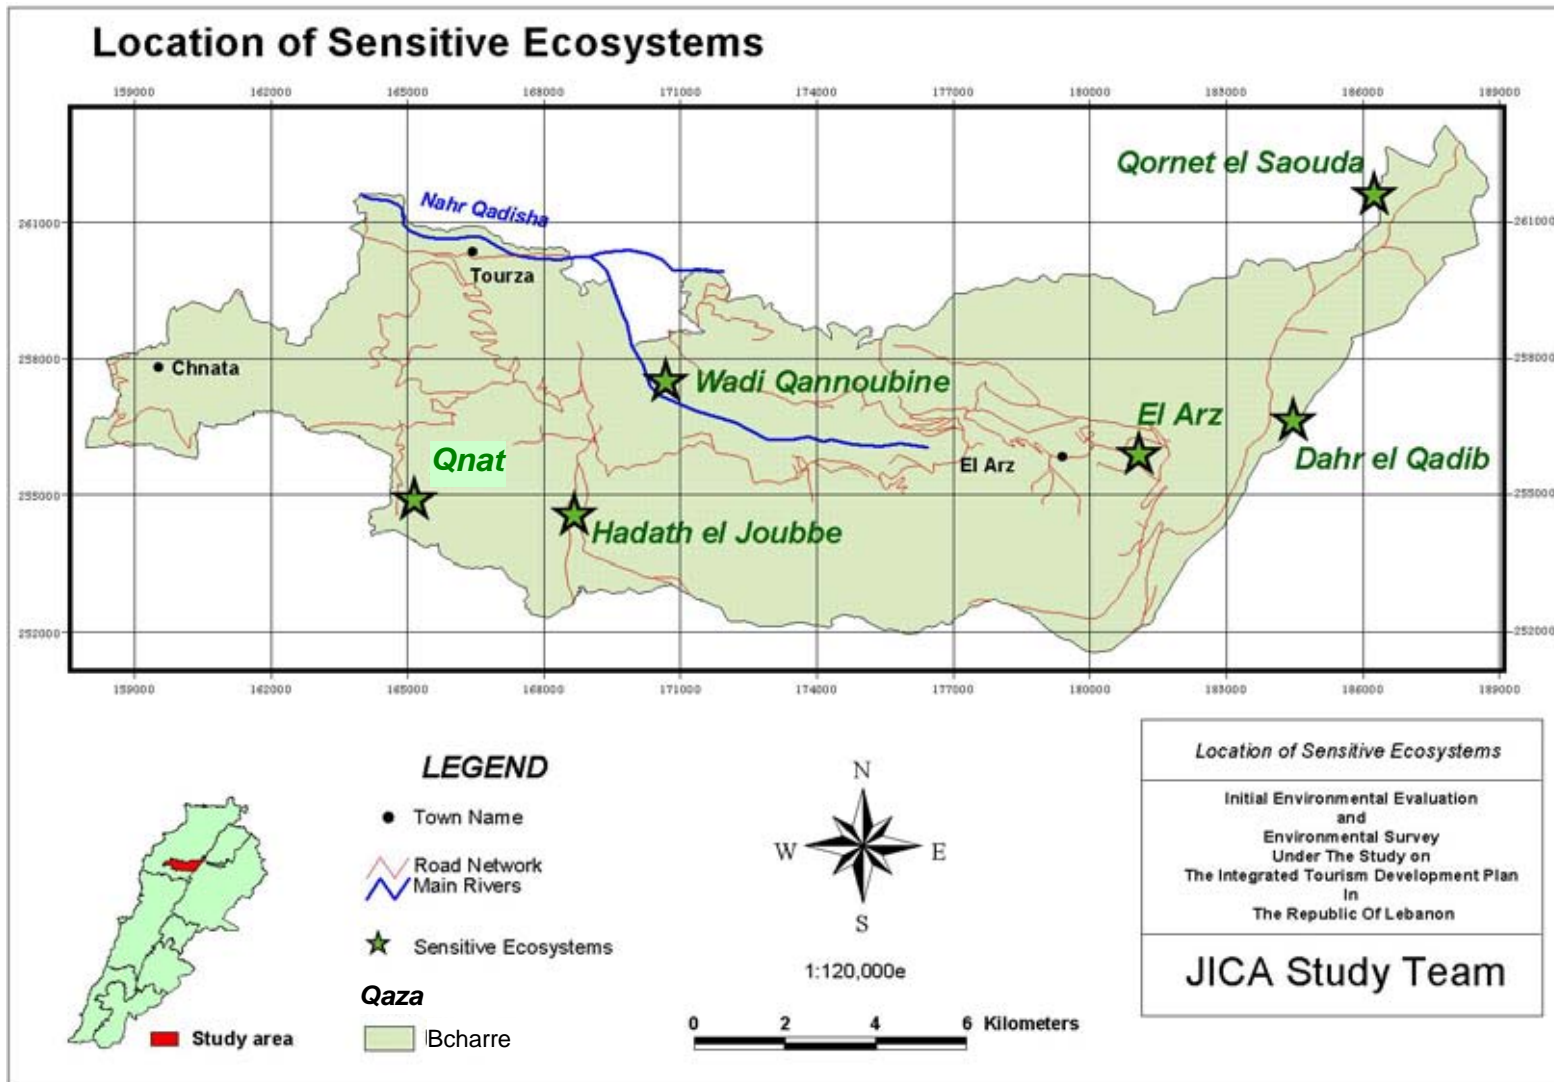 Location of Sensitive Ecosystems
159000 162000 165000 168000 171000 174000 177000 180000 183000 186000 189000
Qornet el Saouda
Nahr Qadisha
261000 261000
Tourza
258000 258000
Chnata
Wadi Qannoubine
El Arz
Qnat
El Arz
Dahr el Qadib
255000 255000
Hadath el Joubbe
252000 252000
159000 162000 165000 168000 171000 174000 177000 180000 183000 186000 189000
LEGEND
Town Name
Road Network
Main Rivers
Sensitive Ecosystems
Qaza
Bcharre
Study area
N
W E
S
1:120,000e
0 2 4 6 Kilometers
Location of Sensitive Ecosystems
Initial Environmental Evaluation
and
Environmental Survey
Under The Study on
The Integrated Tourism Development Plan
In
The Republic Of Lebanon
JICA Study Team